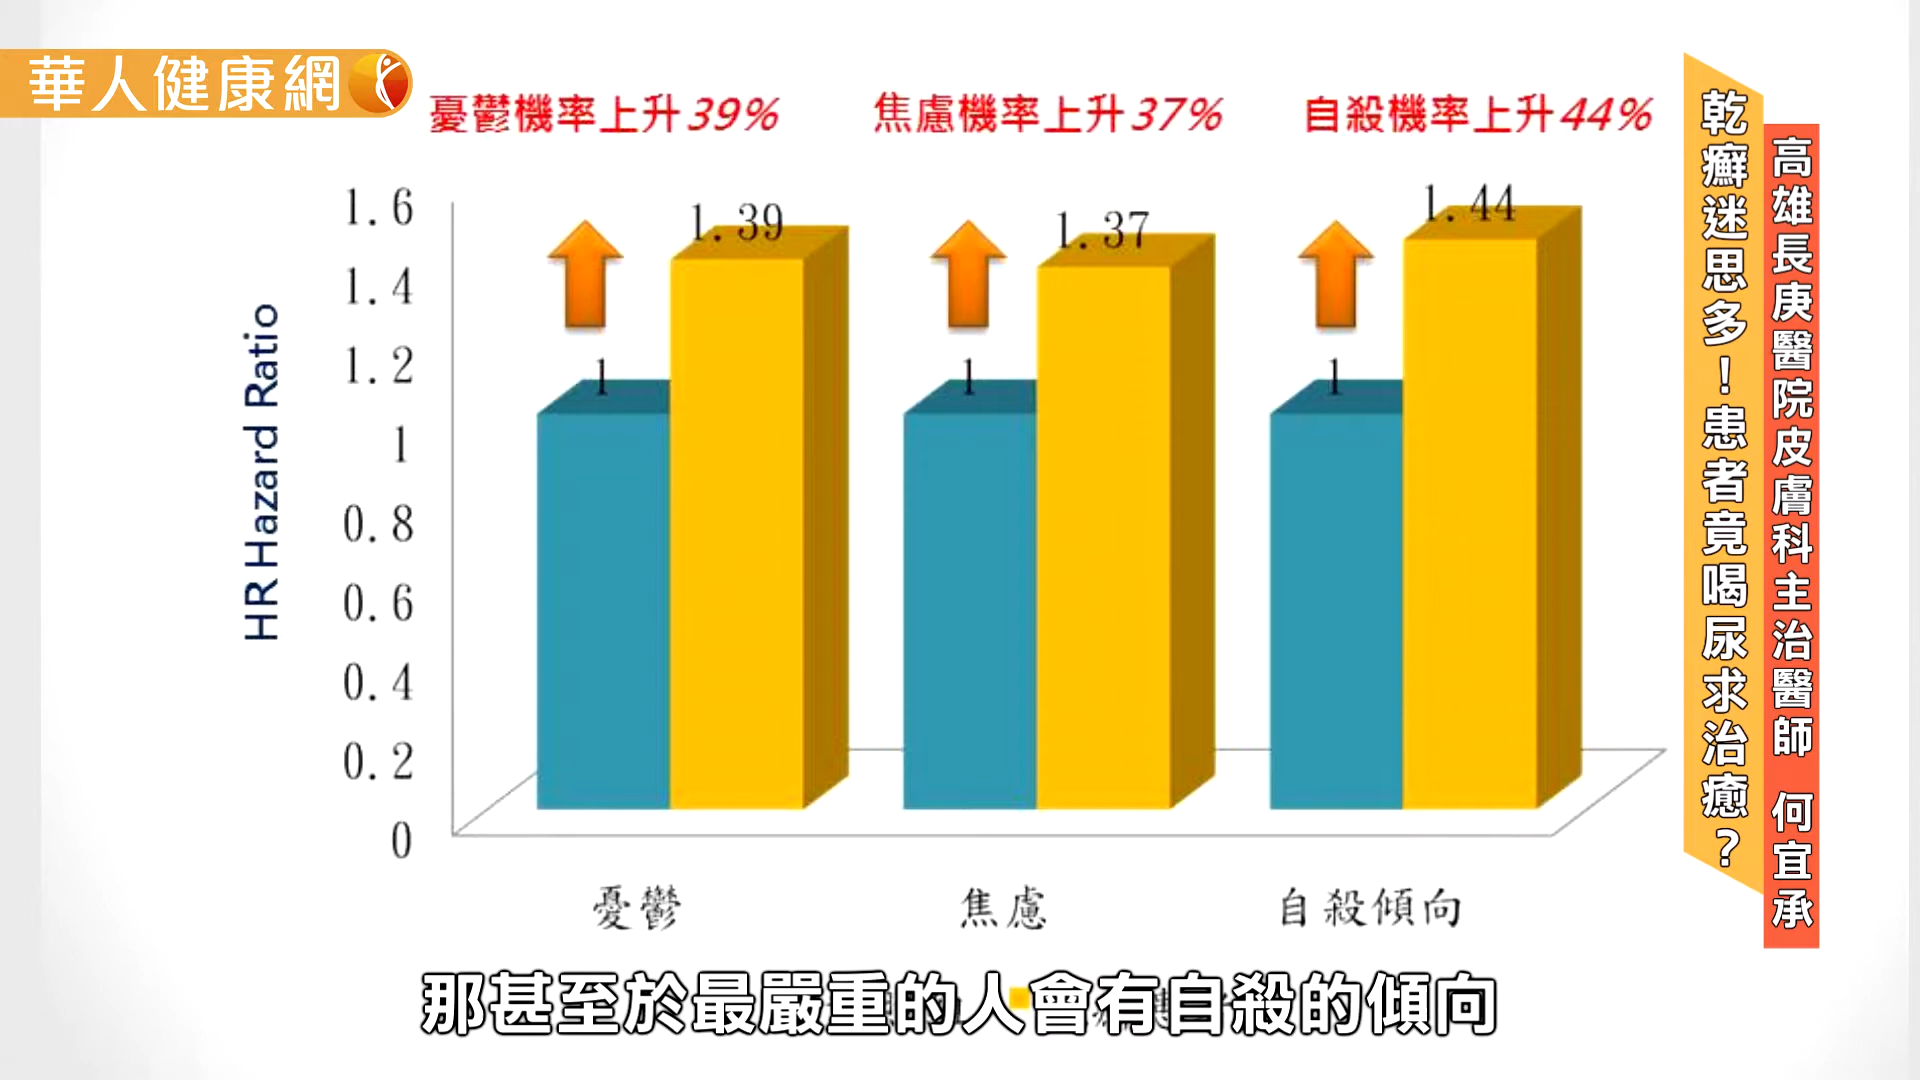 華人健康網
憂鬱機率上升39%
焦慮機率上升37%
自殺機率上升44%
HR Hazard Ratio
1.6
1.4
1.2
1
0.8
0.6
0.4
0.2
0
1
1.39
1
1.37
1
1.44
憂鬱
焦慮
自殺傾向
那甚至於最嚴重的人會有自殺的傾向
高雄長庚醫院皮膚科主治醫師 何宜承
乾癬迷思多！患者竟喝尿求治癒？